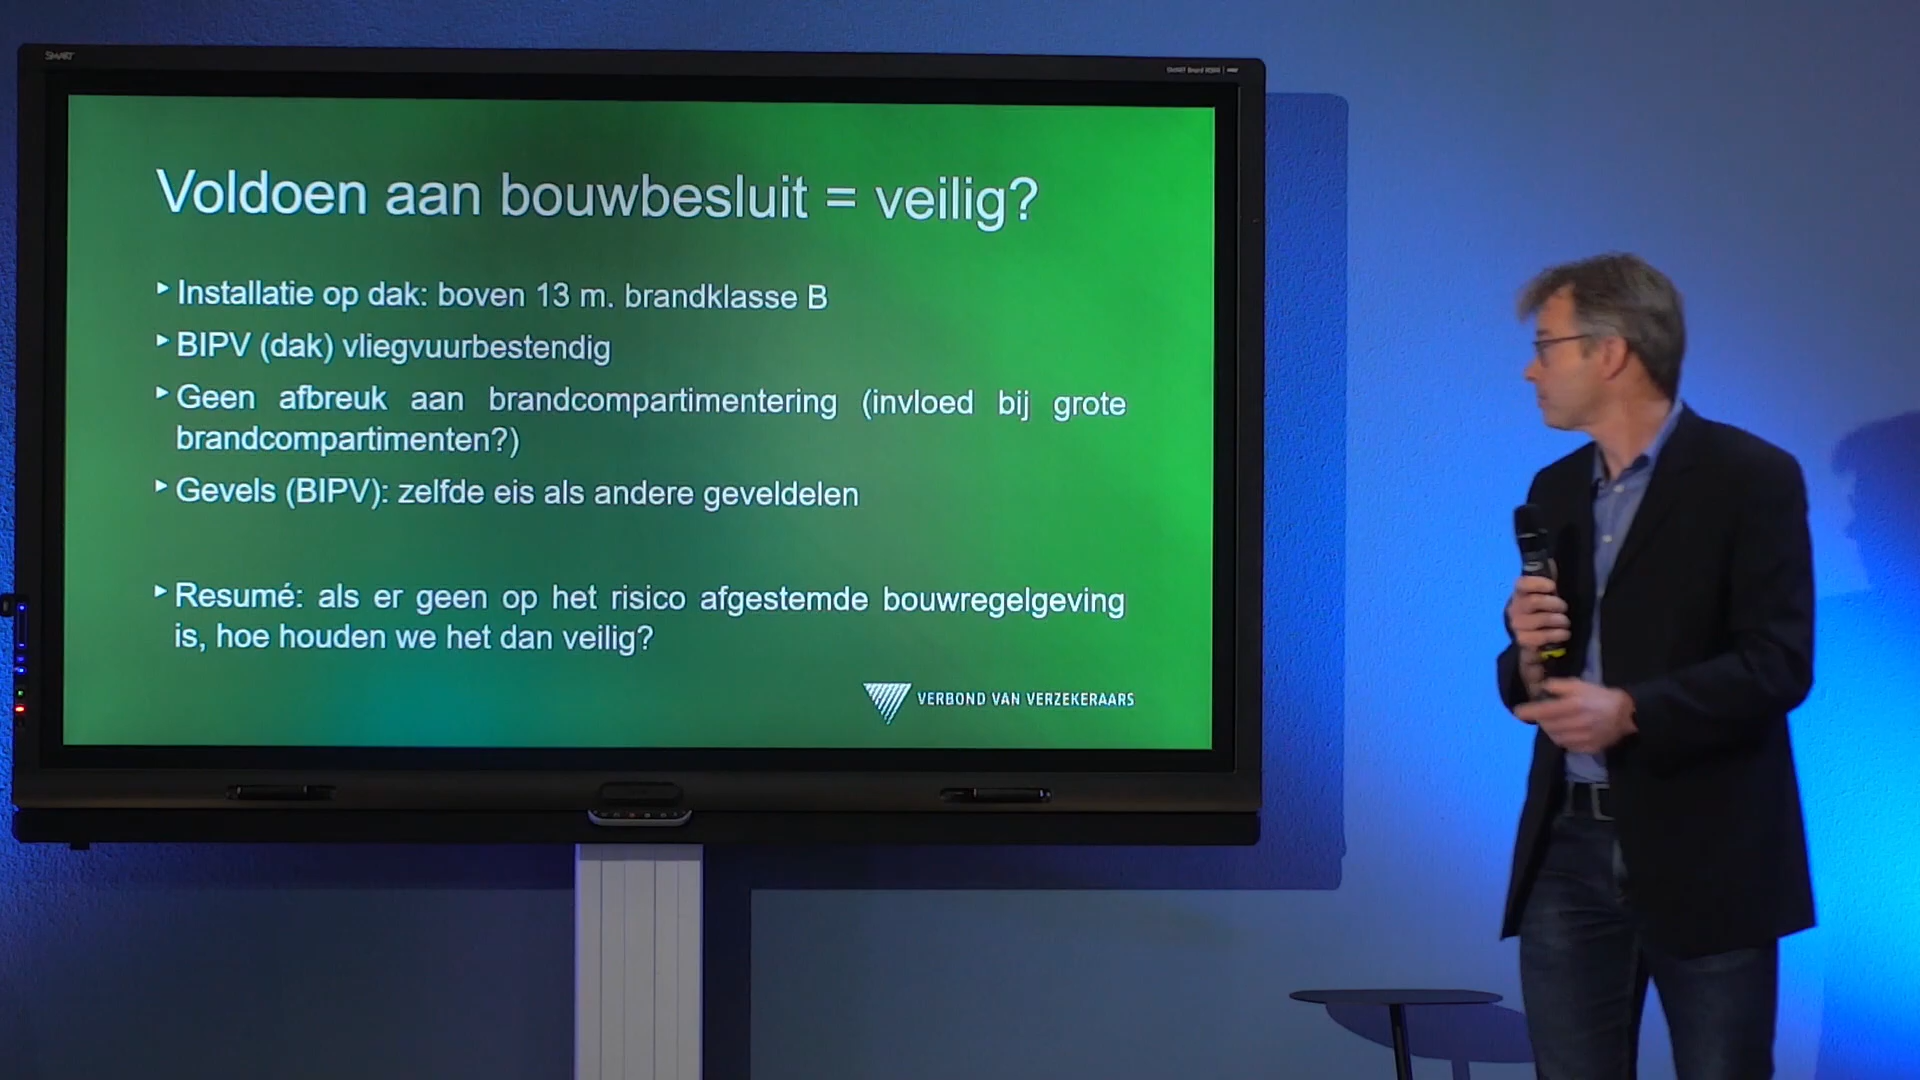 SMART
Voldoen aan bouwbesluit = veilig?
‣ Installatie op dak: boven 13 m. brandklasse B
‣ BIPV (dak) vliegvuurbestendig
‣ Geen afbreuk aan brandcompartimentering (invloed bij grote
brandcompartimenten?)
‣ Gevels (BIPV): zelfde eis als andere geveldelen
‣ Resumé: als er geen op het risico afgestemde bouwregelgeving
is, hoe houden we het dan veilig?
VERBOND VAN VERZEKERAARS